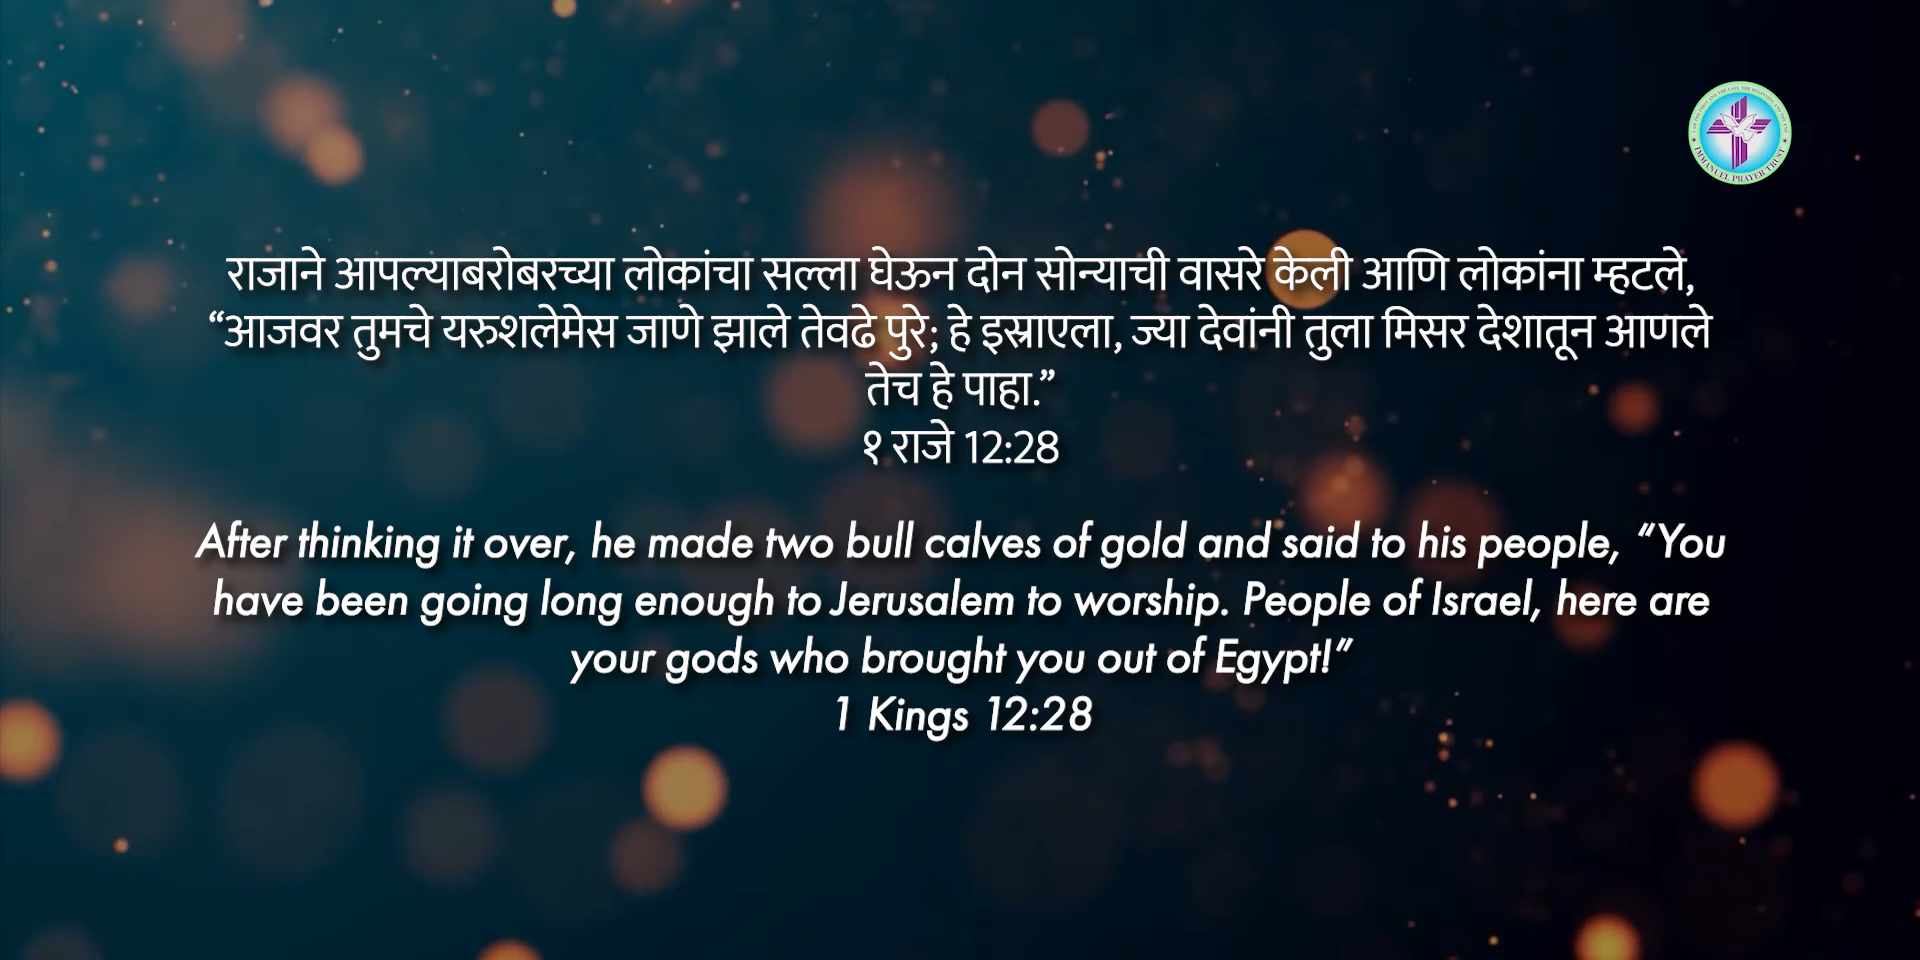 राजाने आपल्याबरोबरच्या लोकांचा सल्ला घेऊन दोन सोन्याची वासरे केली आणि लोकांना म्हटले,
“आजवर तुमचे यरुशलेमेस जाणे झाले तेवढे पुरे; हे इस्राएला, ज्या देवांनी तुला मिसर देशातून आणले
तेच हे पाहा.”
१ राजे 12:28
After thinking it over, he made two bull calves of gold and said to his people, “You
have been going long enough to Jerusalem to worship. People of Israel, here are
your gods who brought you out of Egypt!”
1 Kings 12:28
IMMANUEL PRAYER TRUST